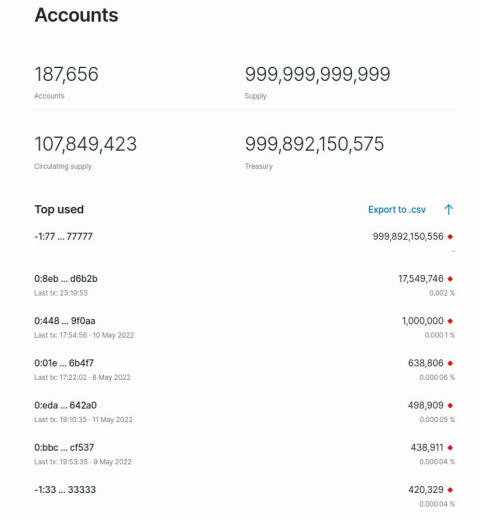 Accounts
187,656
999,999,999,999
Accounts
Supply
107,849,423
999,892,150,575
Circulating supply
Treasury
Top used
Export to .csv
-1:77 ... 77777
999,892,150,556
-
0:8eb ... d6b2b
17,549,746
Last tx: 23:19:53
0.002 %
0:448 ... 9f0aa
1,000,000
Last tx: 17:54:56 · 10 May 2022
0.000 1 %
0:01e ... 6b4f7
638,806
Last tx: 17:22:02 · 8 May 2022
0.000 06 %
0:eda ... 642a0
498,909
Last tx: 19:10:35 · 11 May 2022
0.000 05 %
0:bbc ... cf537
438,911
Last tx: 19:53:35 · 9 May 2022
0.000 04 %
-1:33 ... 33333
420,329
0.000 04 %